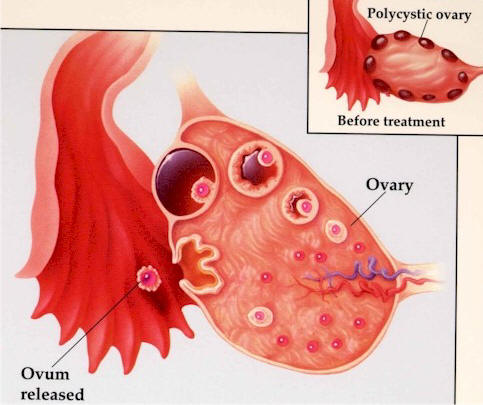 Polycystic ovary
Before treatment
Ovary
Ovum
released